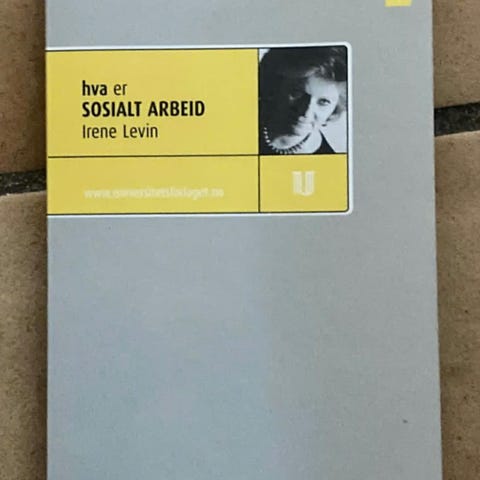 hva er
SOSIALT ARBEID
Irene Levin
www.universitetsforlaget.no